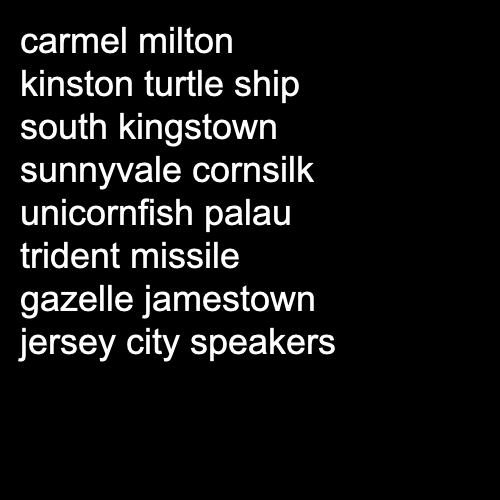 carmel milton
kinston turtle ship
south kingstown
sunnyvale cornsilk
unicornfish palau
trident missile
gazelle jamestown
jersey city speakers